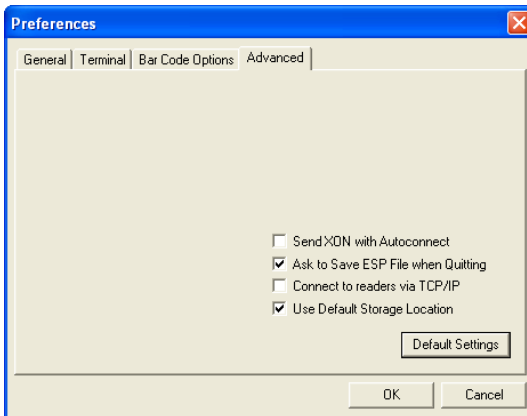 Preferences
General Terminal Bar Code Options Advanced
Send XON with Autoconnect
Ask to Save ESP File when Quitting
Connect to readers via TCP/IP
Use Default Storage Location
Default Settings
OK Cancel